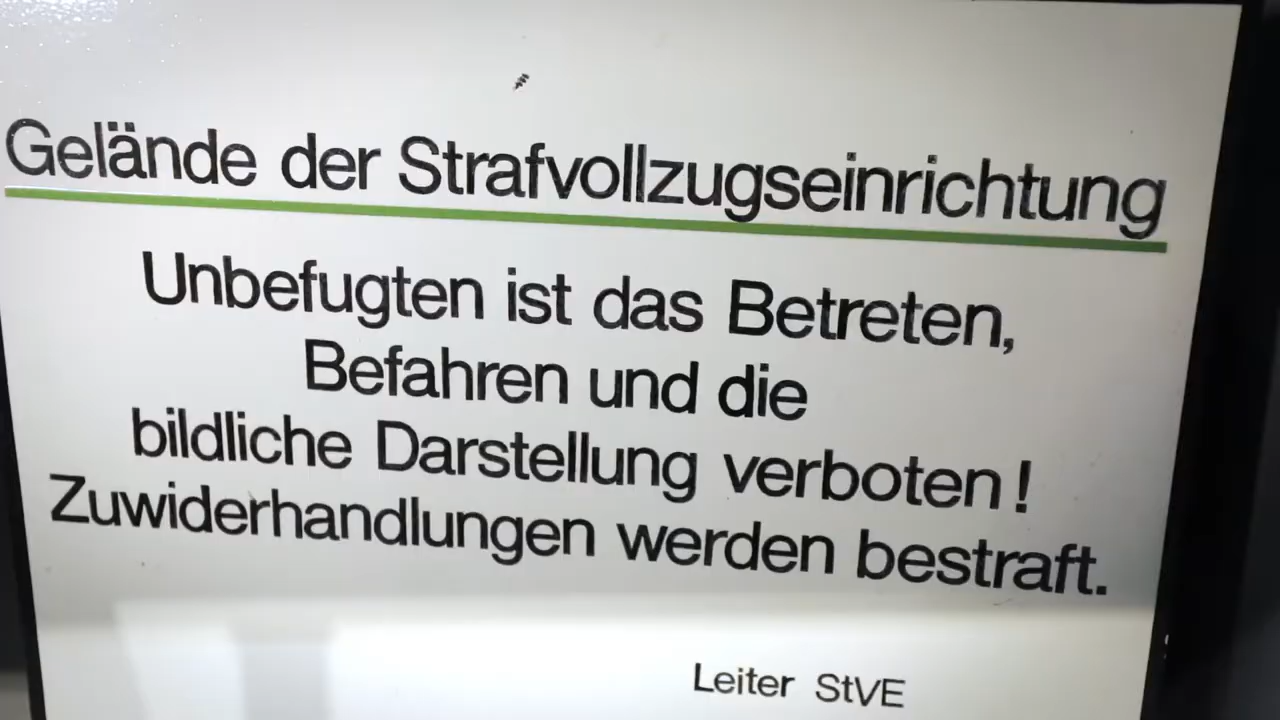 Gelände der Strafvollzugseinrichtung
Unbefugten ist das Betreten,
Befahren und die
bildliche Darstellung verboten!
Zuwiderhandlungen werden bestraft.
Leiter StVE